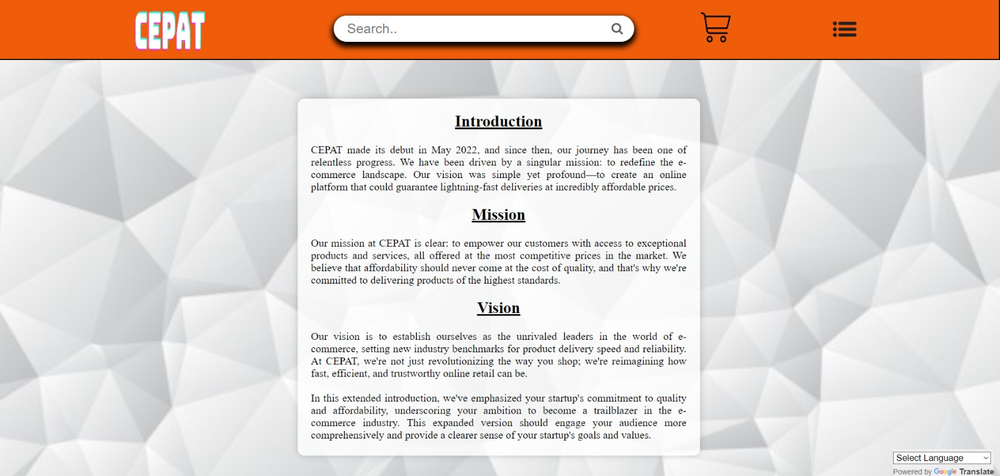 CEPAT
Search..
Introduction
CEPAT made its debut in May 2022, and since then, our journey has been one of
relentless progress. We have been driven by a singular mission: to redefine the e-
commerce landscape. Our vision was simple yet profound—to create an online
platform that could guarantee lightning-fast deliveries at incredibly affordable prices.
Mission
Our mission at CEPAT is clear: to empower our customers with access to exceptional
products and services, all offered at the most competitive prices in the market. We
believe that affordability should never come at the cost of quality, and that's why we're
committed to delivering products of the highest standards.
Vision
Our vision is to establish ourselves as the unrivaled leaders in the world of e-
commerce, setting new industry benchmarks for product delivery speed and reliability.
At CEPAT, we're not just revolutionizing the way you shop; we're reimagining how
fast, efficient, and trustworthy online retail can be.
In this extended introduction, we've emphasized your startup's commitment to quality
and affordability, underscoring your ambition to become a trailblazer in the e-
commerce industry. This expanded version should engage your audience more
comprehensively and provide a clearer sense of your startup's goals and values.
Select Language
Powered by Google Translate